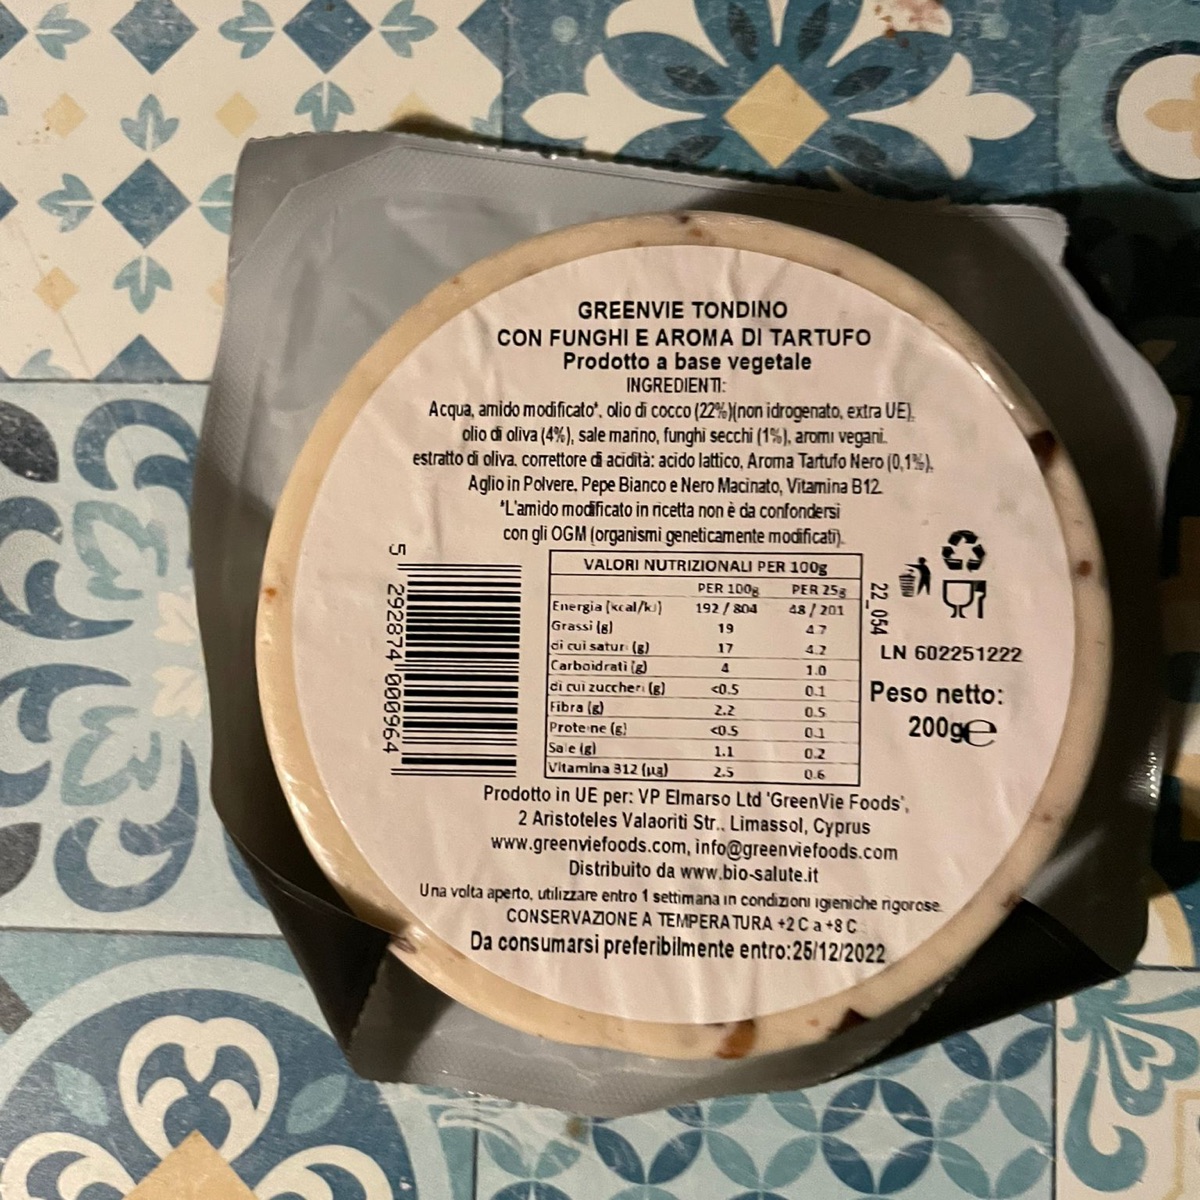 GREENVIE TONDINO
CON FUNGHI E AROMA DI TARTUFO
Prodotto a base vegetale
INGREDIENTI:
Acqua, amido modificato*, olio di cocco (22%)(non idrogenato, extra UE),
olio di oliva (4%), sale marino, funghi secchi (1%), aromi vegani,
estratto di oliva, correttore di acidità: acido lattico, Aroma Tartufo Nero (0,1%),
Aglio in Polvere, Pepe Bianco e Nero Macinato, Vitamina B12.
*L'amido modificato in ricetta non è da confondersi
con gli OGM (organismi geneticamente modificati).
VALORI NUTRIZIONALI PER 100g
PER 100g PER 25g
Energia (kcal/kJ) 192 / 804 48 / 201
Grassi (g) 19 4.7
di cui saturi (g) 17 4.2
Carboidrati (g) 4 1.0
di cui zuccheri (g) <0.5 0.1
Fibra (g) 2.2 0.5
Proteine (g) <0.5 0.1
Sale (g) 1.1 0.2
Vitamina B12 (µg) 2.5 0.6
5 292874 000964
22_054
LN 602251222
Peso netto:
200g e
Prodotto in UE per: VP Elmarso Ltd 'GreenVie Foods',
2 Aristoteles Valaoriti Str., Limassol, Cyprus
www.greenviefoods.com, info@greenviefoods.com
Distribuito da www.bio-salute.it
Una volta aperto, utilizzare entro 1 settimana in condizioni igieniche rigorose.
CONSERVAZIONE A TEMPERATURA +2 C a +8 C
Da consumarsi preferibilmente entro:25/12/2022